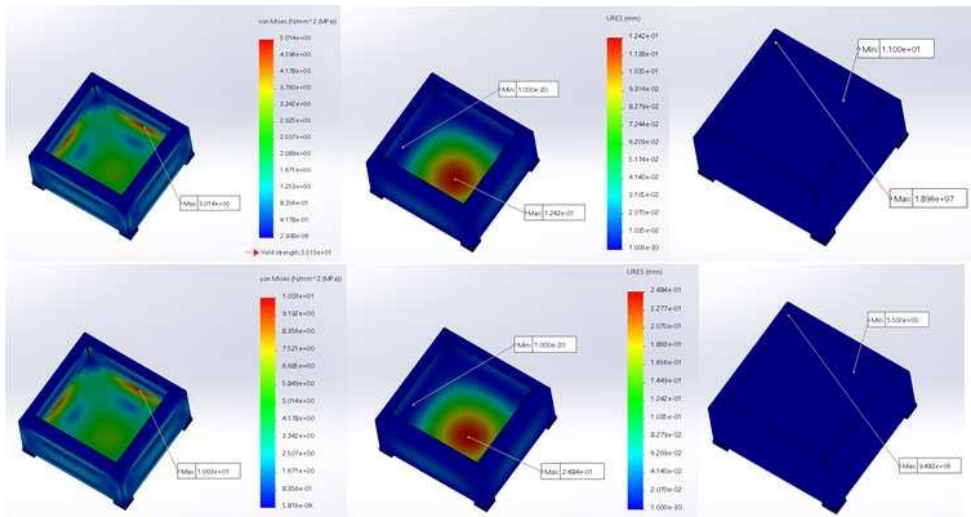 von Mises (N/mm^2 (MPa))
5.014e+00
4.596e+00
4.178e+00
3.760e+00
3.342e+00
2.925e+00
2.507e+00
2.089e+00
1.671e+00
1.253e+00
8.356e-01
4.178e-01
Yield strength:
Max: 5.014e+00
URES (mm)
1.242e-01
1.138e-01
1.035e-01
9.314e-02
8.279e-02
7.244e-02
6.209e-02
5.174e-02
4.140e-02
3.105e-02
2.070e-02
1.035e-02
1.000e-30
Min: 1.000e-30
Max: 1.242e-01
Min: 1.100e+01
Max: 1.896e+07
von Mises (N/mm^2 (MPa))
1.003e+01
9.192e+00
8.356e+00
7.521e+00
6.685e+00
5.849e+00
5.014e+00
4.178e+00
3.342e+00
2.507e+00
1.671e+00
8.356e-01
Max: 1.003e+01
URES (mm)
2.484e-01
2.277e-01
2.070e-01
1.863e-01
1.656e-01
1.449e-01
1.242e-01
1.035e-01
8.279e-02
6.209e-02
4.140e-02
2.070e-02
1.000e-30
Min: 1.000e-30
Max: 2.484e-01
Min: 5.500e+00
Max: 9.482e+06